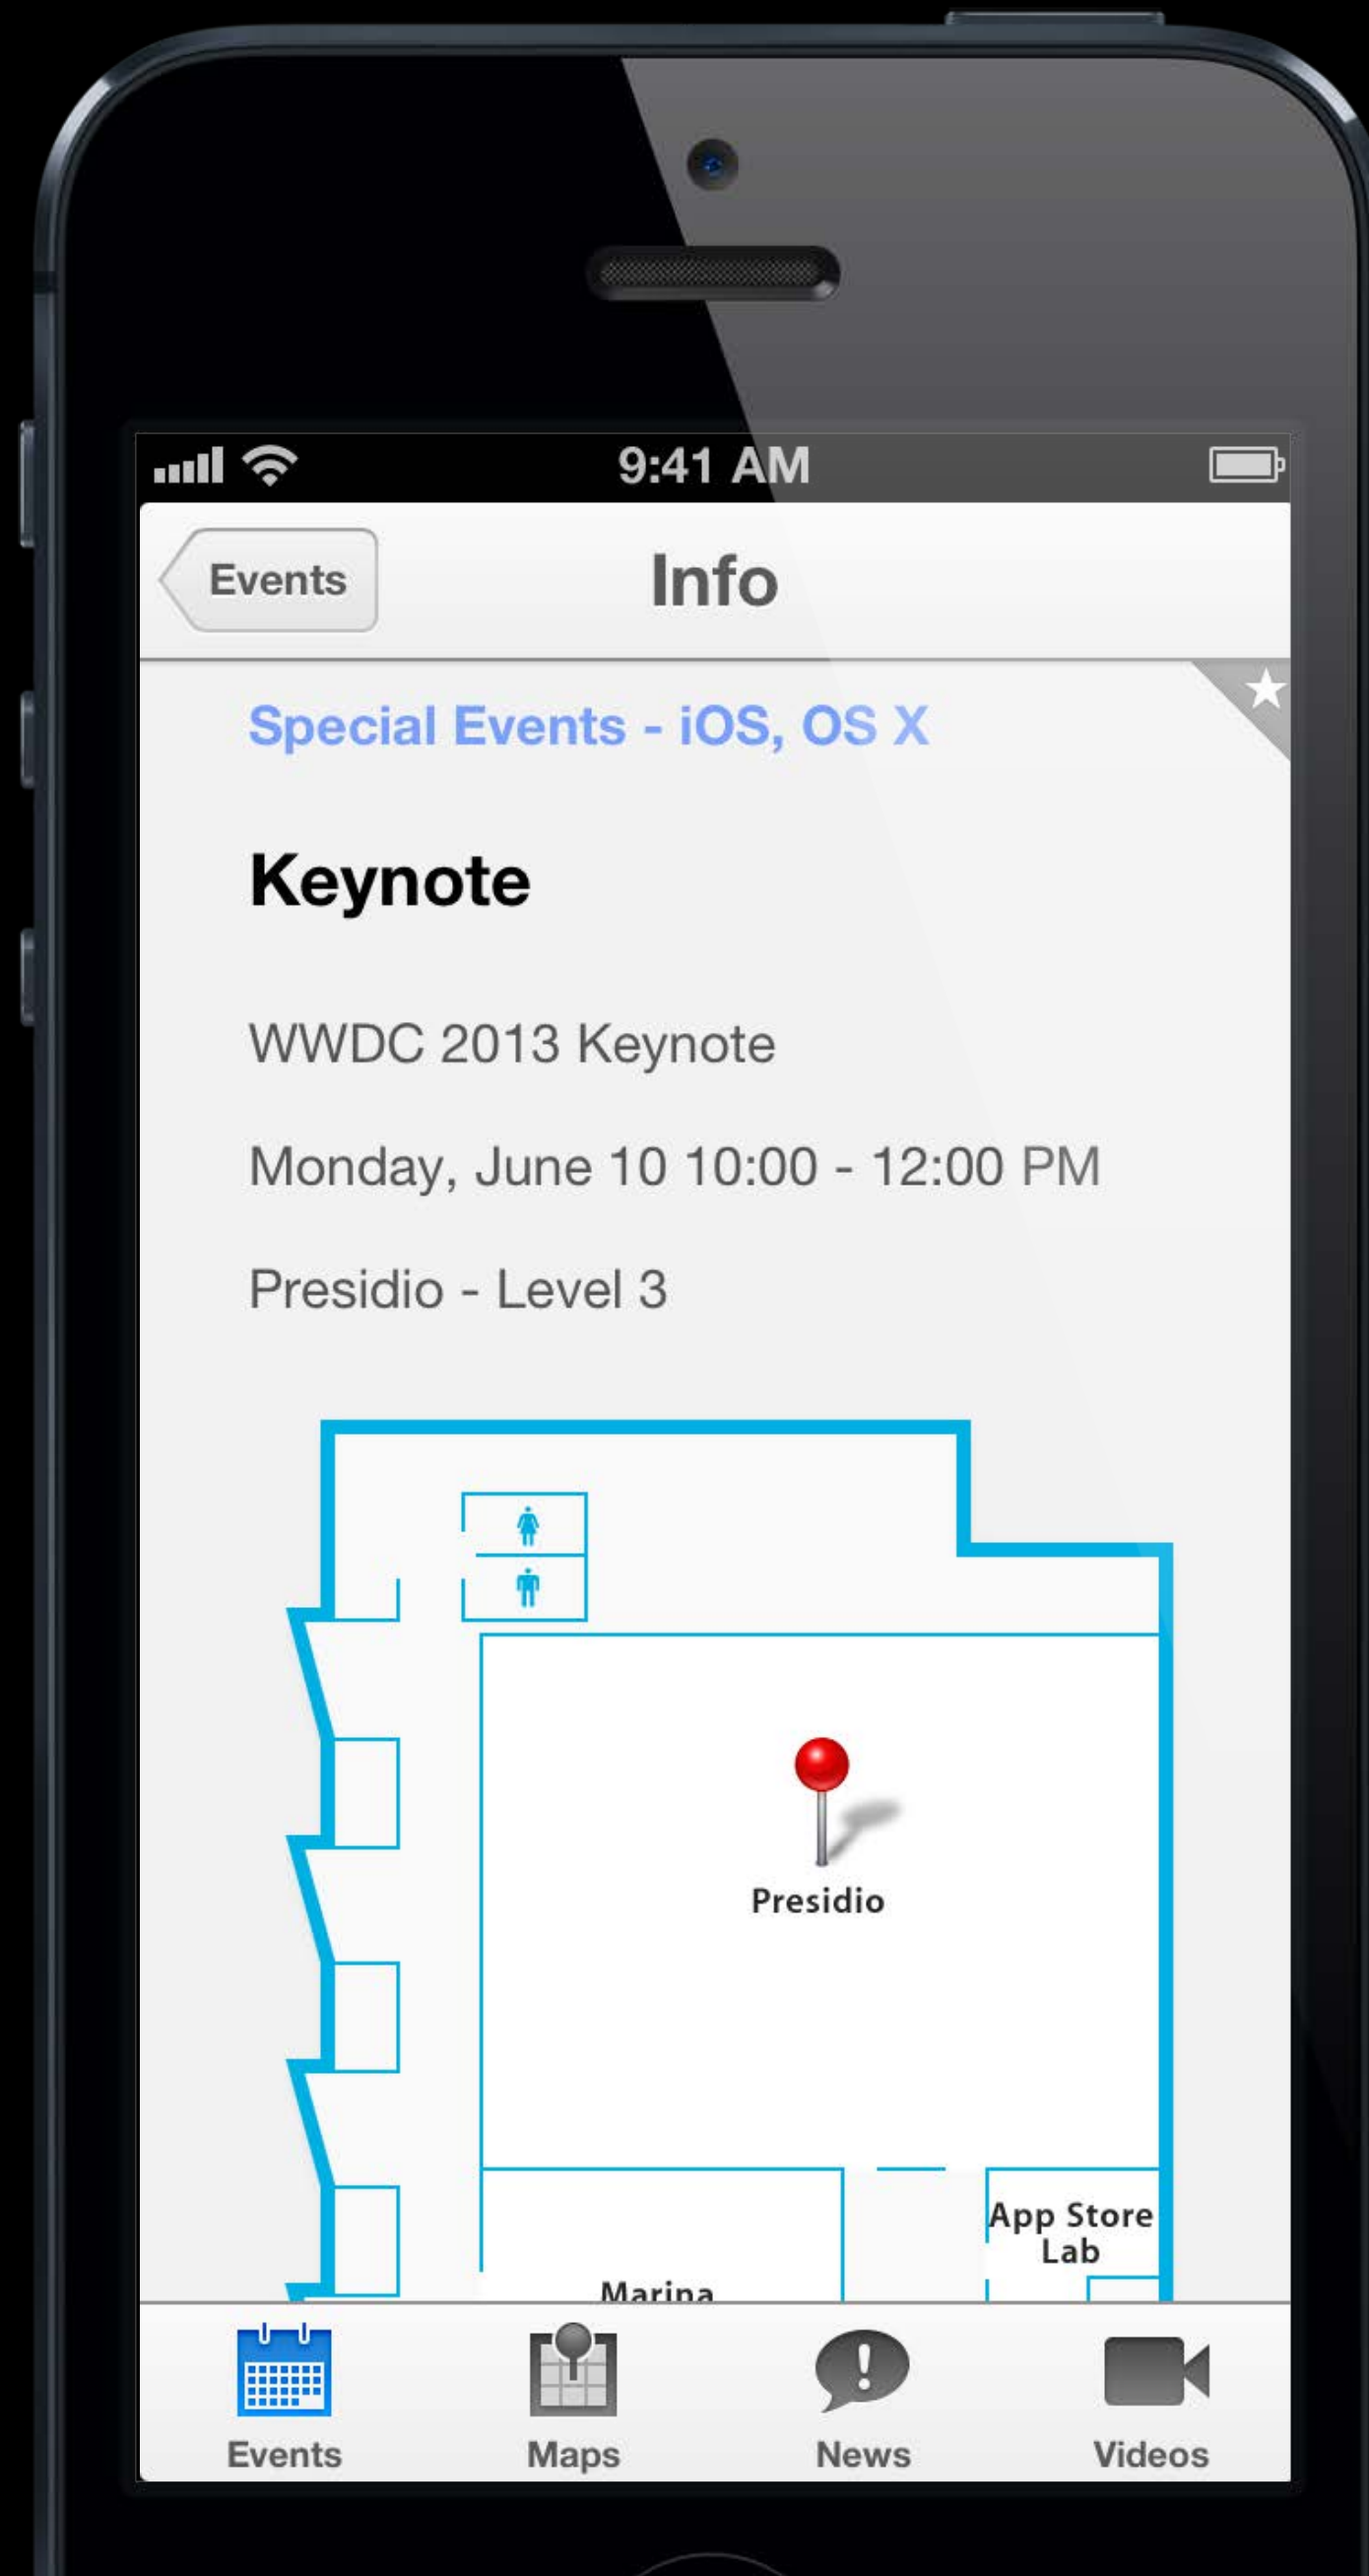 9:41 AM
Events
Info
Special Events - iOS, OS X
Keynote
WWDC 2013 Keynote
Monday, June 10 10:00 - 12:00 PM
Presidio - Level 3
Presidio
App Store
Lab
Marina
Events
Maps
News
Videos